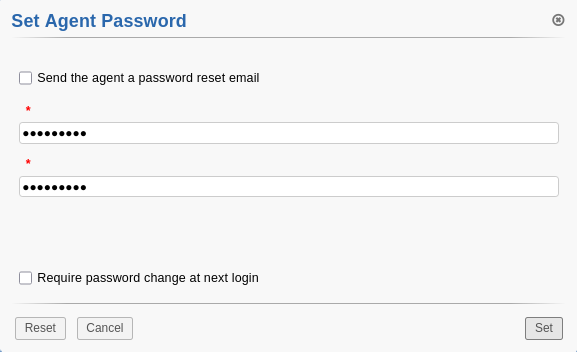 Set Agent Password
Send the agent a password reset email
*
●●●●●●●●●
*
●●●●●●●●●
Require password change at next login
Reset Cancel Set